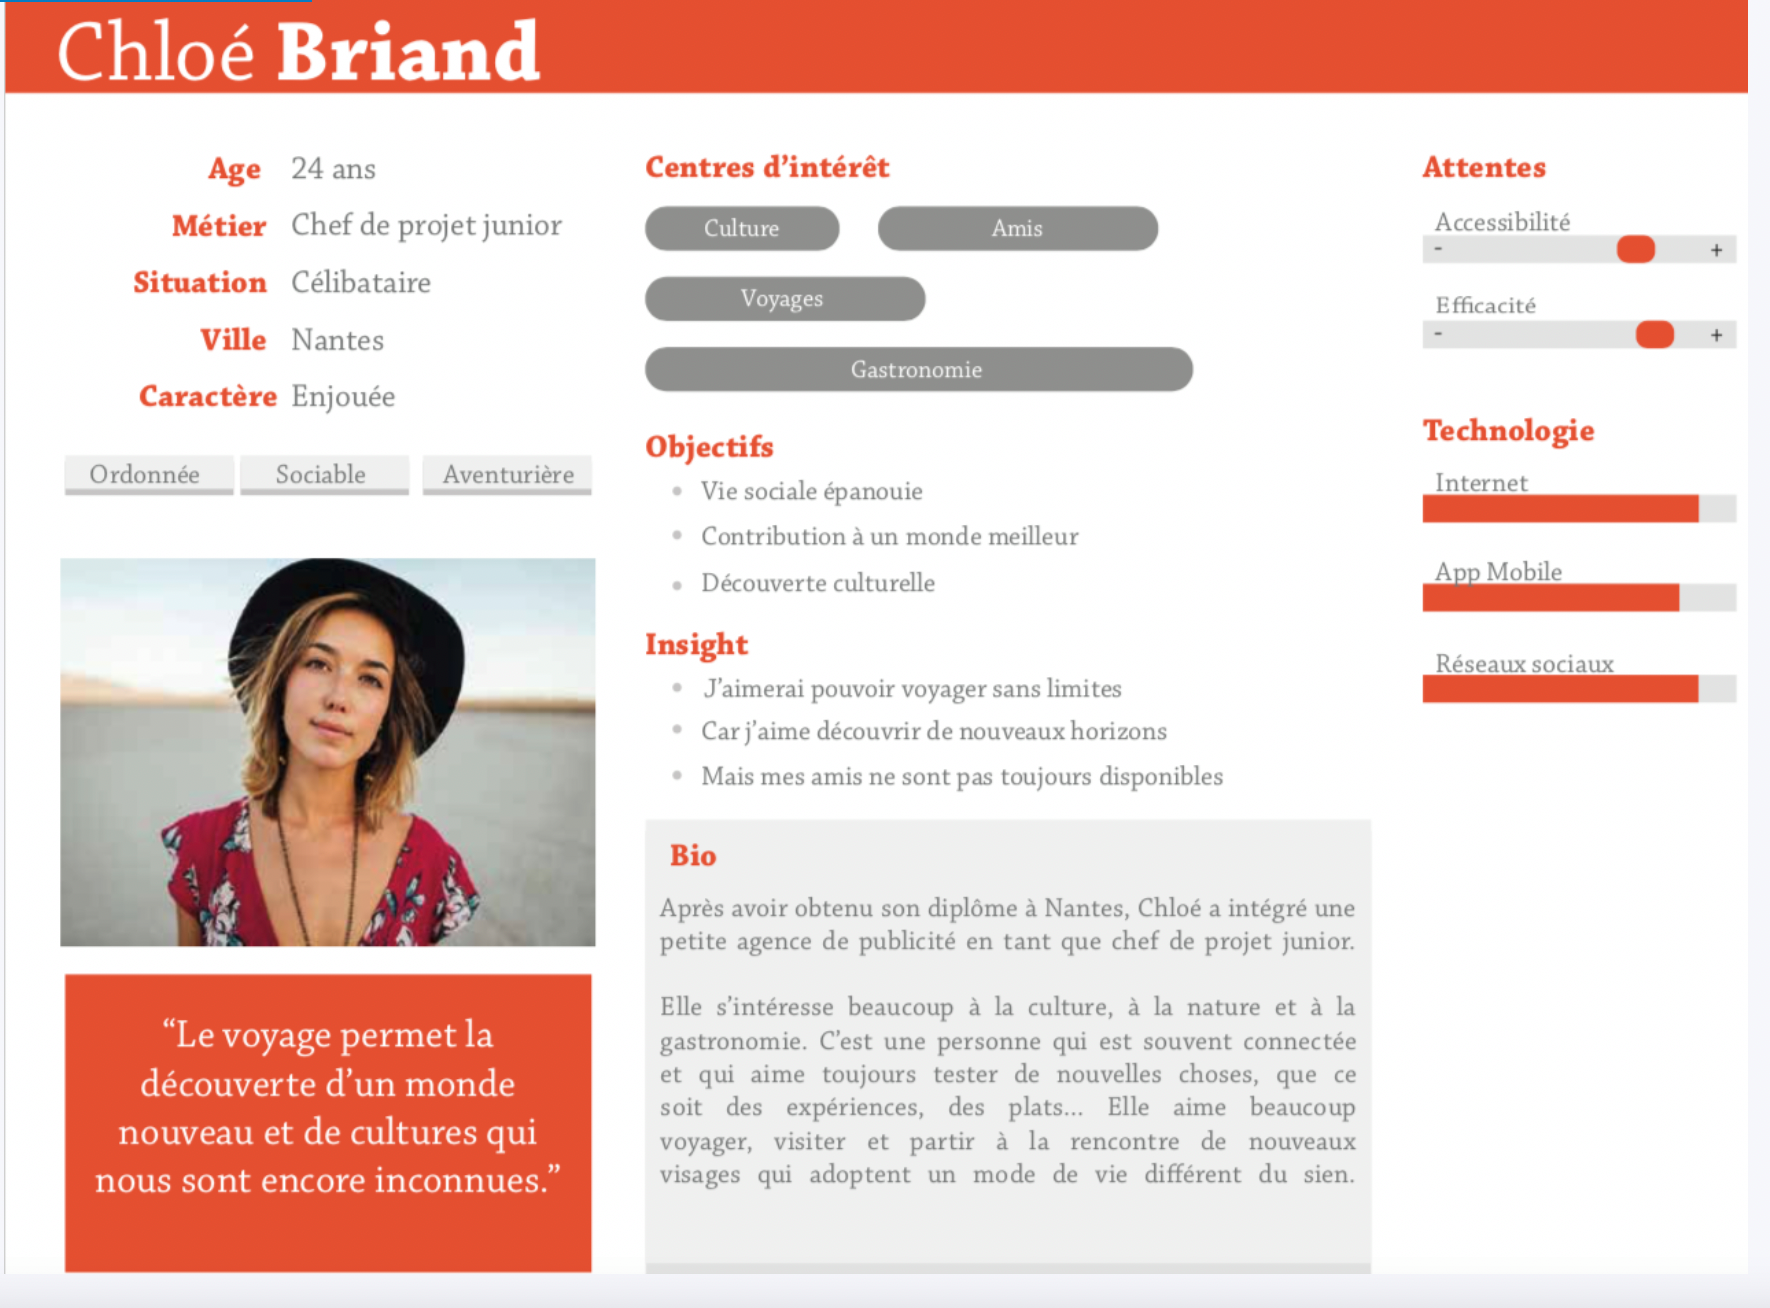 Chloé Briand
Age 24 ans
Métier Chef de projet junior
Situation Célibataire
Ville Nantes
Caractère Enjouée
Ordonnée Sociable Aventurière
“Le voyage permet la
découverte d’un monde
nouveau et de cultures qui
nous sont encore inconnues.”
Centres d’intérêt
Culture Amis
Voyages
Gastronomie
Objectifs
• Vie sociale épanouie
• Contribution à un monde meilleur
• Découverte culturelle
Insight
• J’aimerai pouvoir voyager sans limites
• Car j’aime découvrir de nouveaux horizons
• Mais mes amis ne sont pas toujours disponibles
Bio
Après avoir obtenu son diplôme à Nantes, Chloé a intégré une
petite agence de publicité en tant que chef de projet junior.
Elle s’intéresse beaucoup à la culture, à la nature et à la
gastronomie. C’est une personne qui est souvent connectée
et qui aime toujours tester de nouvelles choses, que ce
soit des expériences, des plats... Elle aime beaucoup
voyager, visiter et partir à la rencontre de nouveaux
visages qui adoptent un mode de vie différent du sien.
Attentes
Accessibilité
- +
Efficacité
- +
Technologie
Internet
App Mobile
Réseaux sociaux